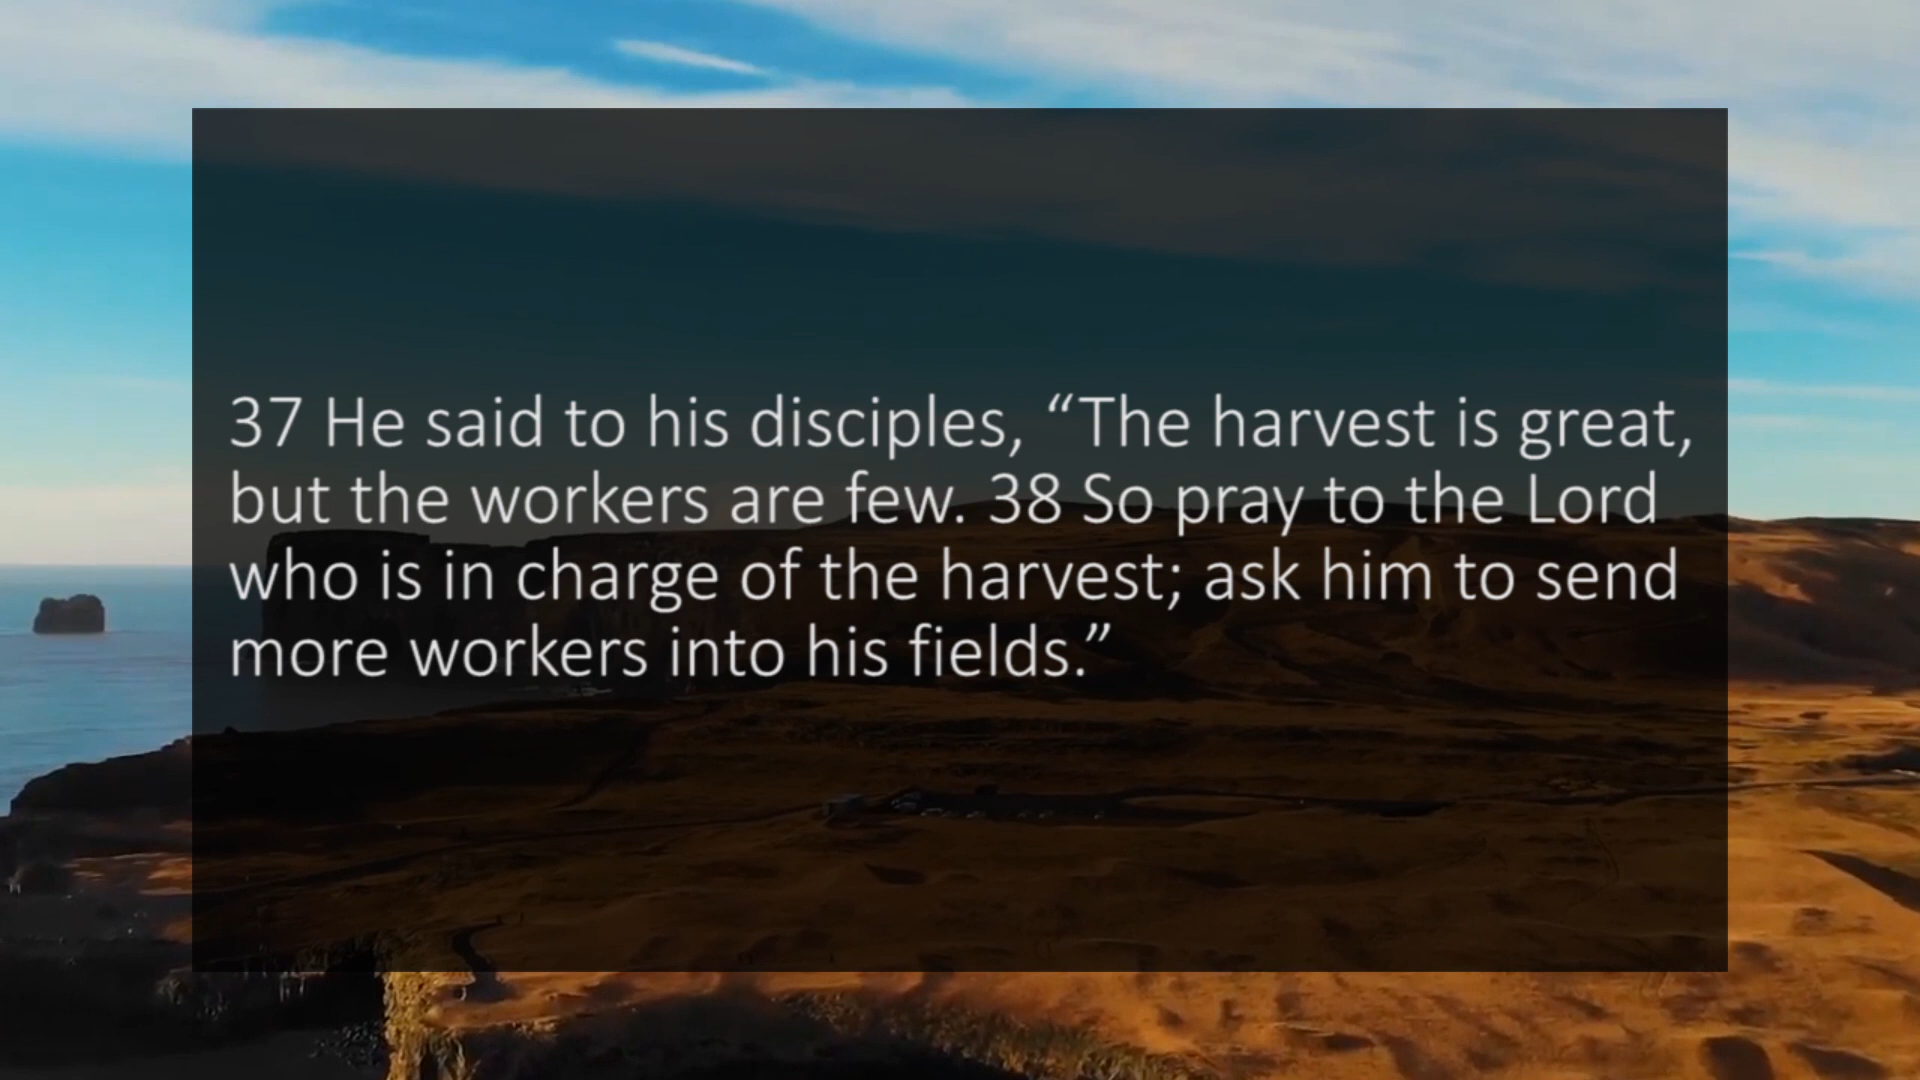 37 He said to his disciples, “The harvest is great,
but the workers are few. 38 So pray to the Lord
who is in charge of the harvest; ask him to send
more workers into his fields.”